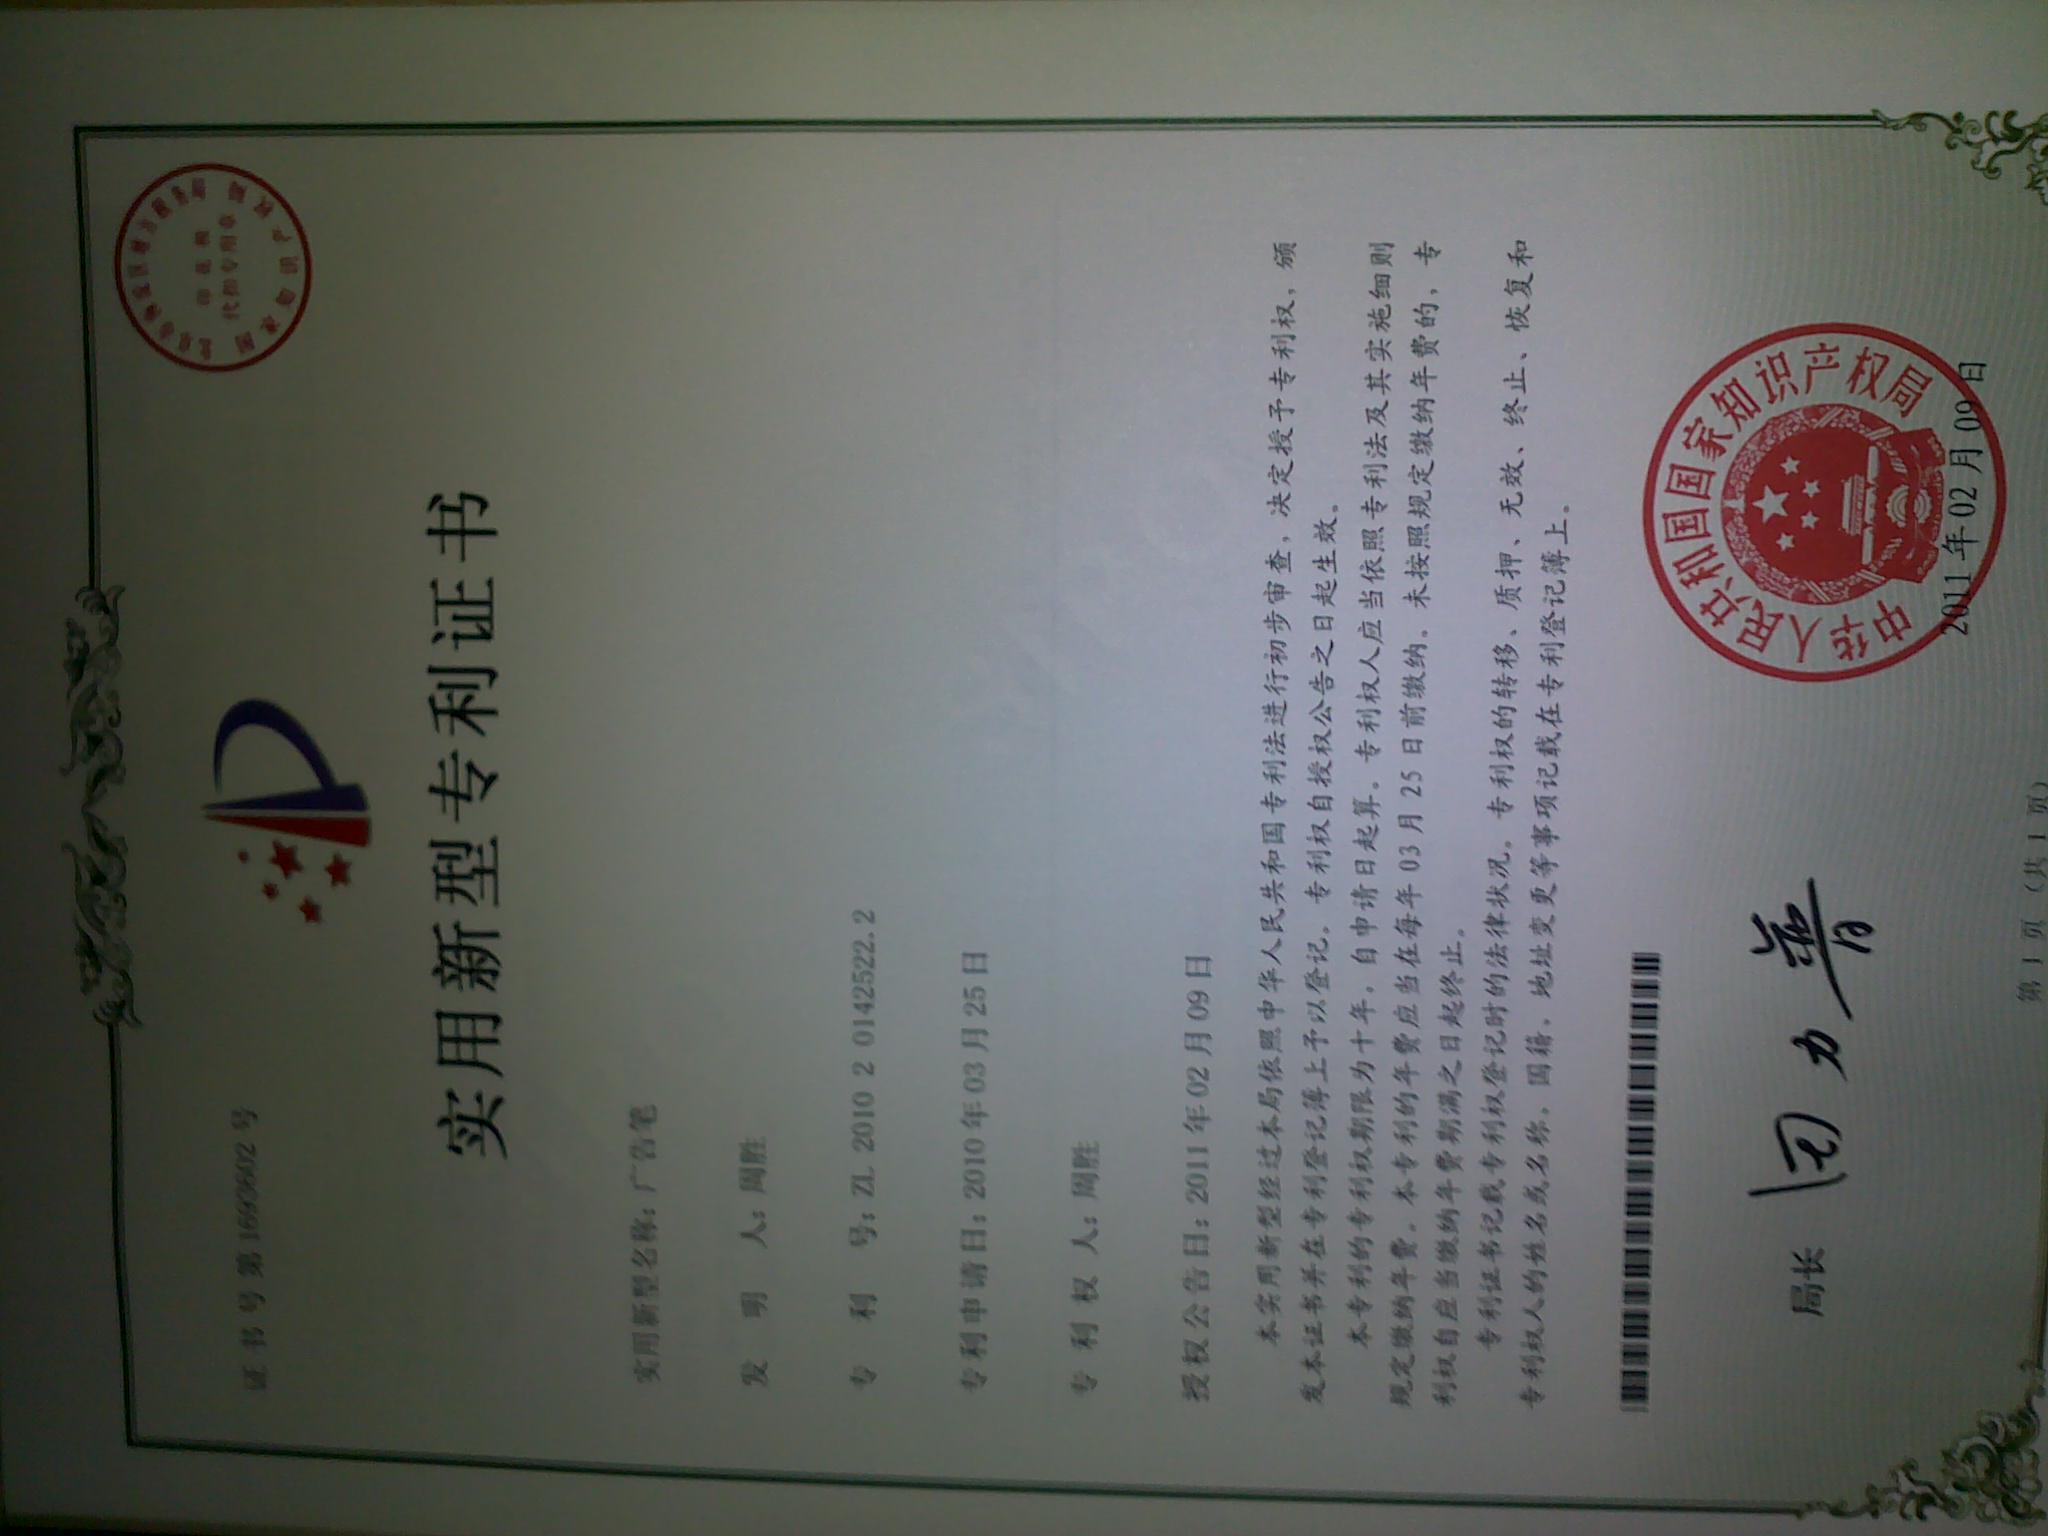 证书号第1693602号
实用新型专利证书
实用新型名称：广告笔
发明人：周胜
专利号：ZL 2010 2 0142522.2
专利申请日：2010年03月25日
专利权人：周胜
授权公告日：2011年02月09日
本实用新型经过本局依照中华人民共和国专利法进行初步审查，决定授予专利权，颁
发本证书并在专利登记簿上予以登记。专利权自授权公告之日起生效。
本专利的专利权期限为十年，自申请日起算。专利权人应当依照专利法及其实施细则
规定缴纳年费。本专利的年费应当在每年03月25日前缴纳。未按照规定缴纳年费的，专
利权自应当缴纳年费期满之日起终止。
专利证书记载专利权登记时的法律状况。专利权的转移、质押、无效、终止、恢复和
专利权人的姓名或名称、国籍、地址变更等事项记载在专利登记簿上。
中华人民共和国国家知识产权局
局长 田力普
2011年02月09日
第1页（共1页）